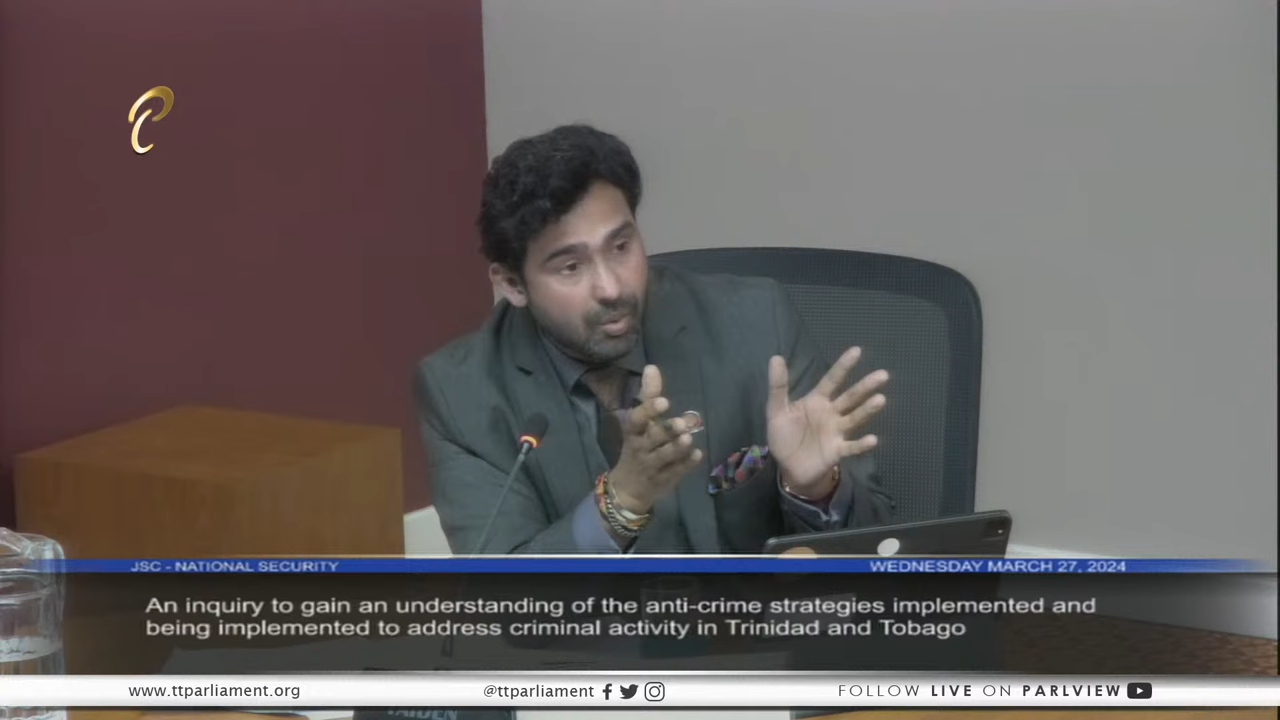 JSC - NATIONAL SECURITY
WEDNESDAY MARCH 27, 2024
An inquiry to gain an understanding of the anti-crime strategies implemented and
being implemented to address criminal activity in Trinidad and Tobago
www.ttparliament.org
@ttparliament
FOLLOW LIVE ON PARLVIEW
TAIDEN